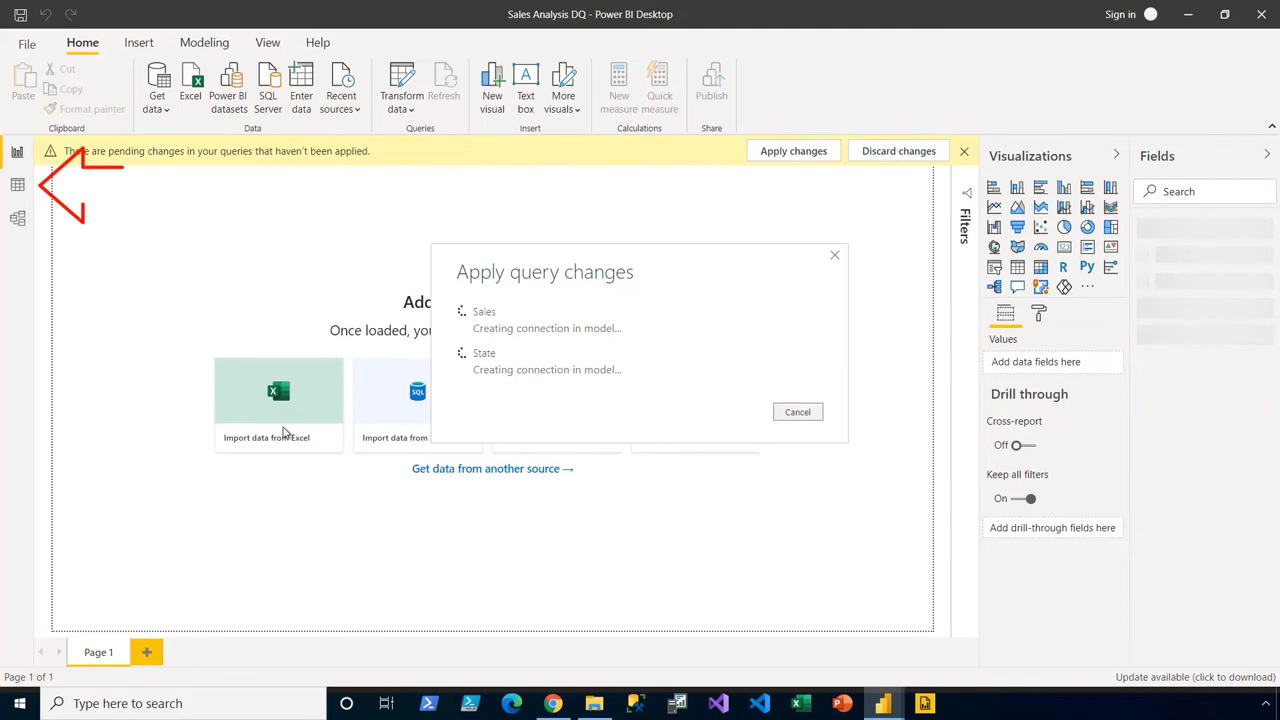 Sales Analysis DQ - Power BI Desktop
Sign in
File
Home
Insert
Modeling
View
Help
Paste
Cut
Copy
Format painter
Clipboard
Get data
Excel
Power BI datasets
SQL Server
Enter data
Recent sources
Data
Transform data
Refresh
Queries
New visual
A
Text box
More visuals
Insert
New measure
Quick measure
Calculations
Publish
Share
There are pending changes in your queries that haven't been applied.
Apply changes
Discard changes
Filters
Add
Once loaded, you
Apply query changes
Sales
Creating connection in model...
State
Creating connection in model...
Cancel
X
SQL
Import data from Excel
Import data from
Get data from another source →
Visualizations
R
Py
Values
Add data fields here
Drill through
Cross-report
Off
Keep all filters
On
Add drill-through fields here
Fields
Search
Page 1
Page 1 of 1
Update available (click to download)
Type here to search